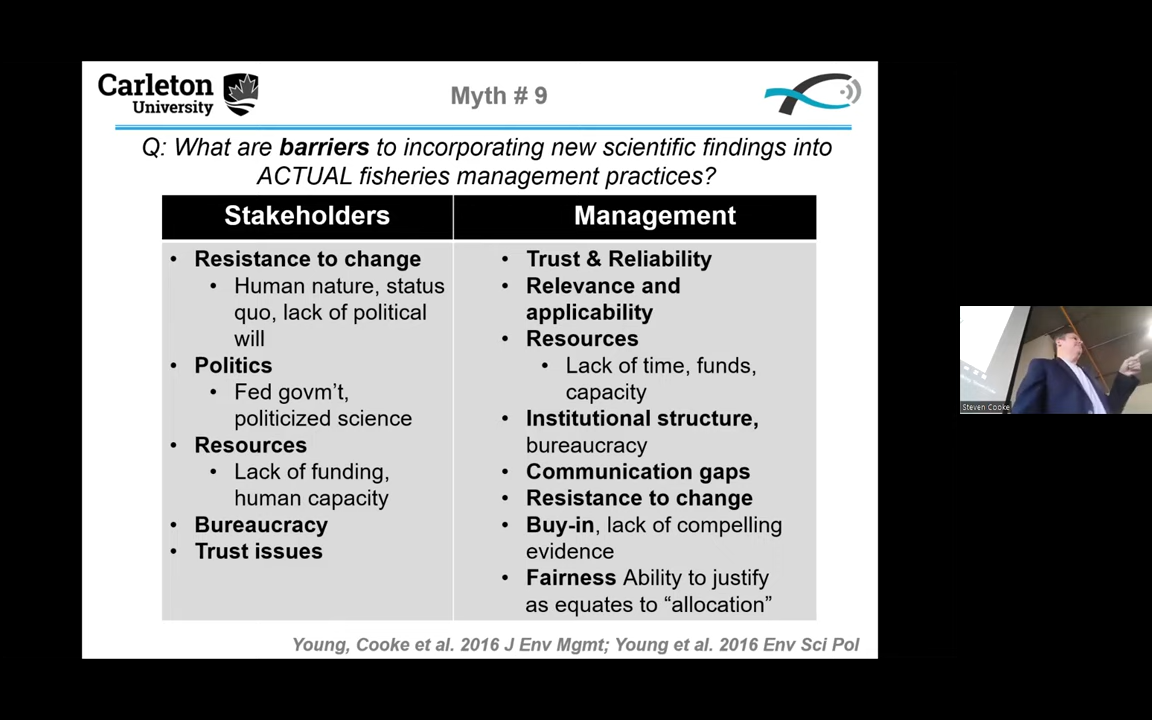 Carleton
University
Myth # 9
Q: What are barriers to incorporating new scientific findings into
ACTUAL fisheries management practices?
Stakeholders
• Resistance to change
• Human nature, status
quo, lack of political
will
• Politics
• Fed govm't,
politicized science
• Resources
• Lack of funding,
human capacity
• Bureaucracy
• Trust issues
Management
• Trust & Reliability
• Relevance and
applicability
• Resources
• Lack of time, funds,
capacity
• Institutional structure,
bureaucracy
• Communication gaps
• Resistance to change
• Buy-in, lack of compelling
evidence
• Fairness Ability to justify
as equates to “allocation”
Young, Cooke et al. 2016 J Env Mgmt; Young et al. 2016 Env Sci Pol
Steven Cooke